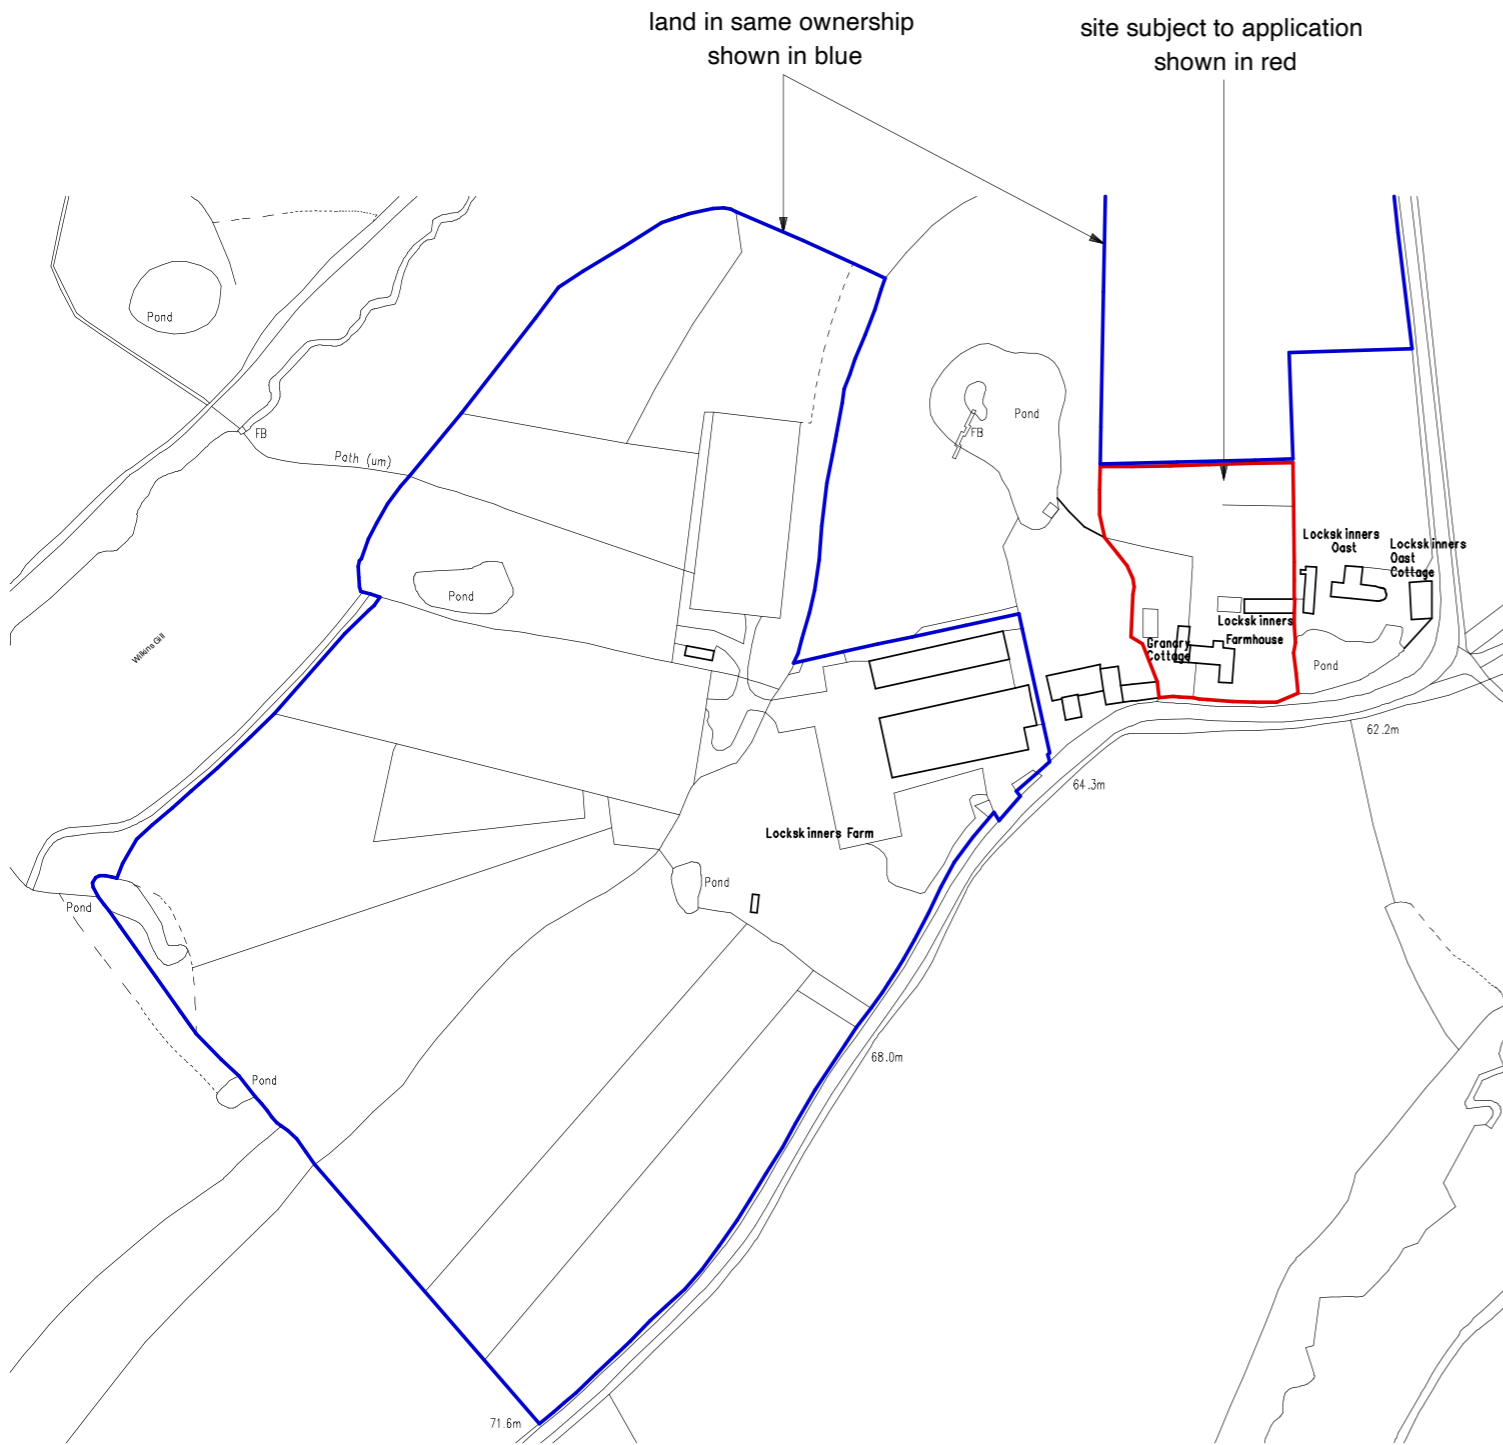 land in same ownership
shown in blue
site subject to application
shown in red
Pond
FB
Path (um)
Pond
FB
Pond
Wilkins Gill
Lockskinners
Oast
Lockskinners
Oast
Cottage
Lockskinners
Farmhouse
Granary
Cottage
Pond
62.2m
64.3m
Lockskinners Farm
Pond
Pond
Pond
68.0m
71.6m